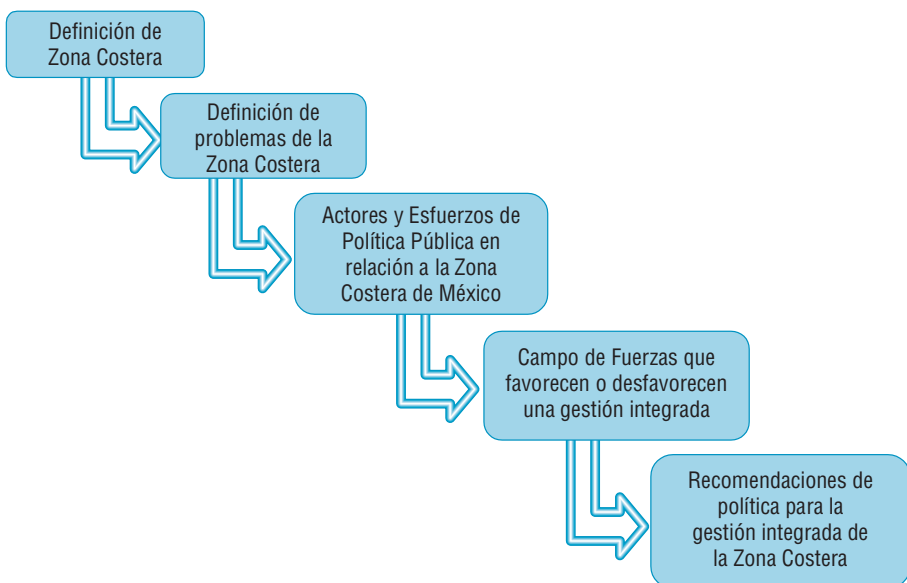 Definición de
Zona Costera
Definición de
problemas de la
Zona Costera
Actores y Esfuerzos de
Política Pública en
relación a la Zona
Costera de México
Campo de Fuerzas que
favorecen o desfavorecen
una gestión integrada
Recomendaciones de
política para la
gestión integrada de
la Zona Costera